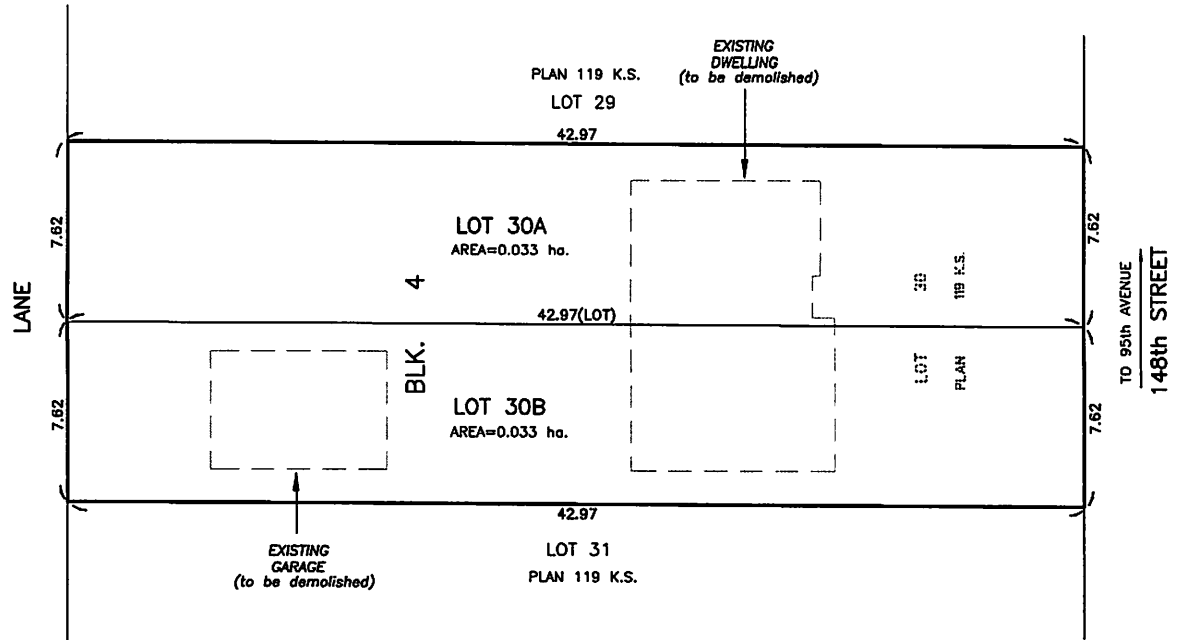 EXISTING
DWELLING
(to be demolished)
PLAN 119 K.S.
LOT 29
42.97
7.62
LOT 30A
AREA=0.033 ha.
7.62
LANE
BLK. 4
42.97(LOT)
LOT 30
PLAN 119 K.S.
TO 95th AVENUE
148th STREET
7.62
LOT 30B
AREA=0.033 ha.
7.62
42.97
EXISTING
GARAGE
(to be demolished)
LOT 31
PLAN 119 K.S.